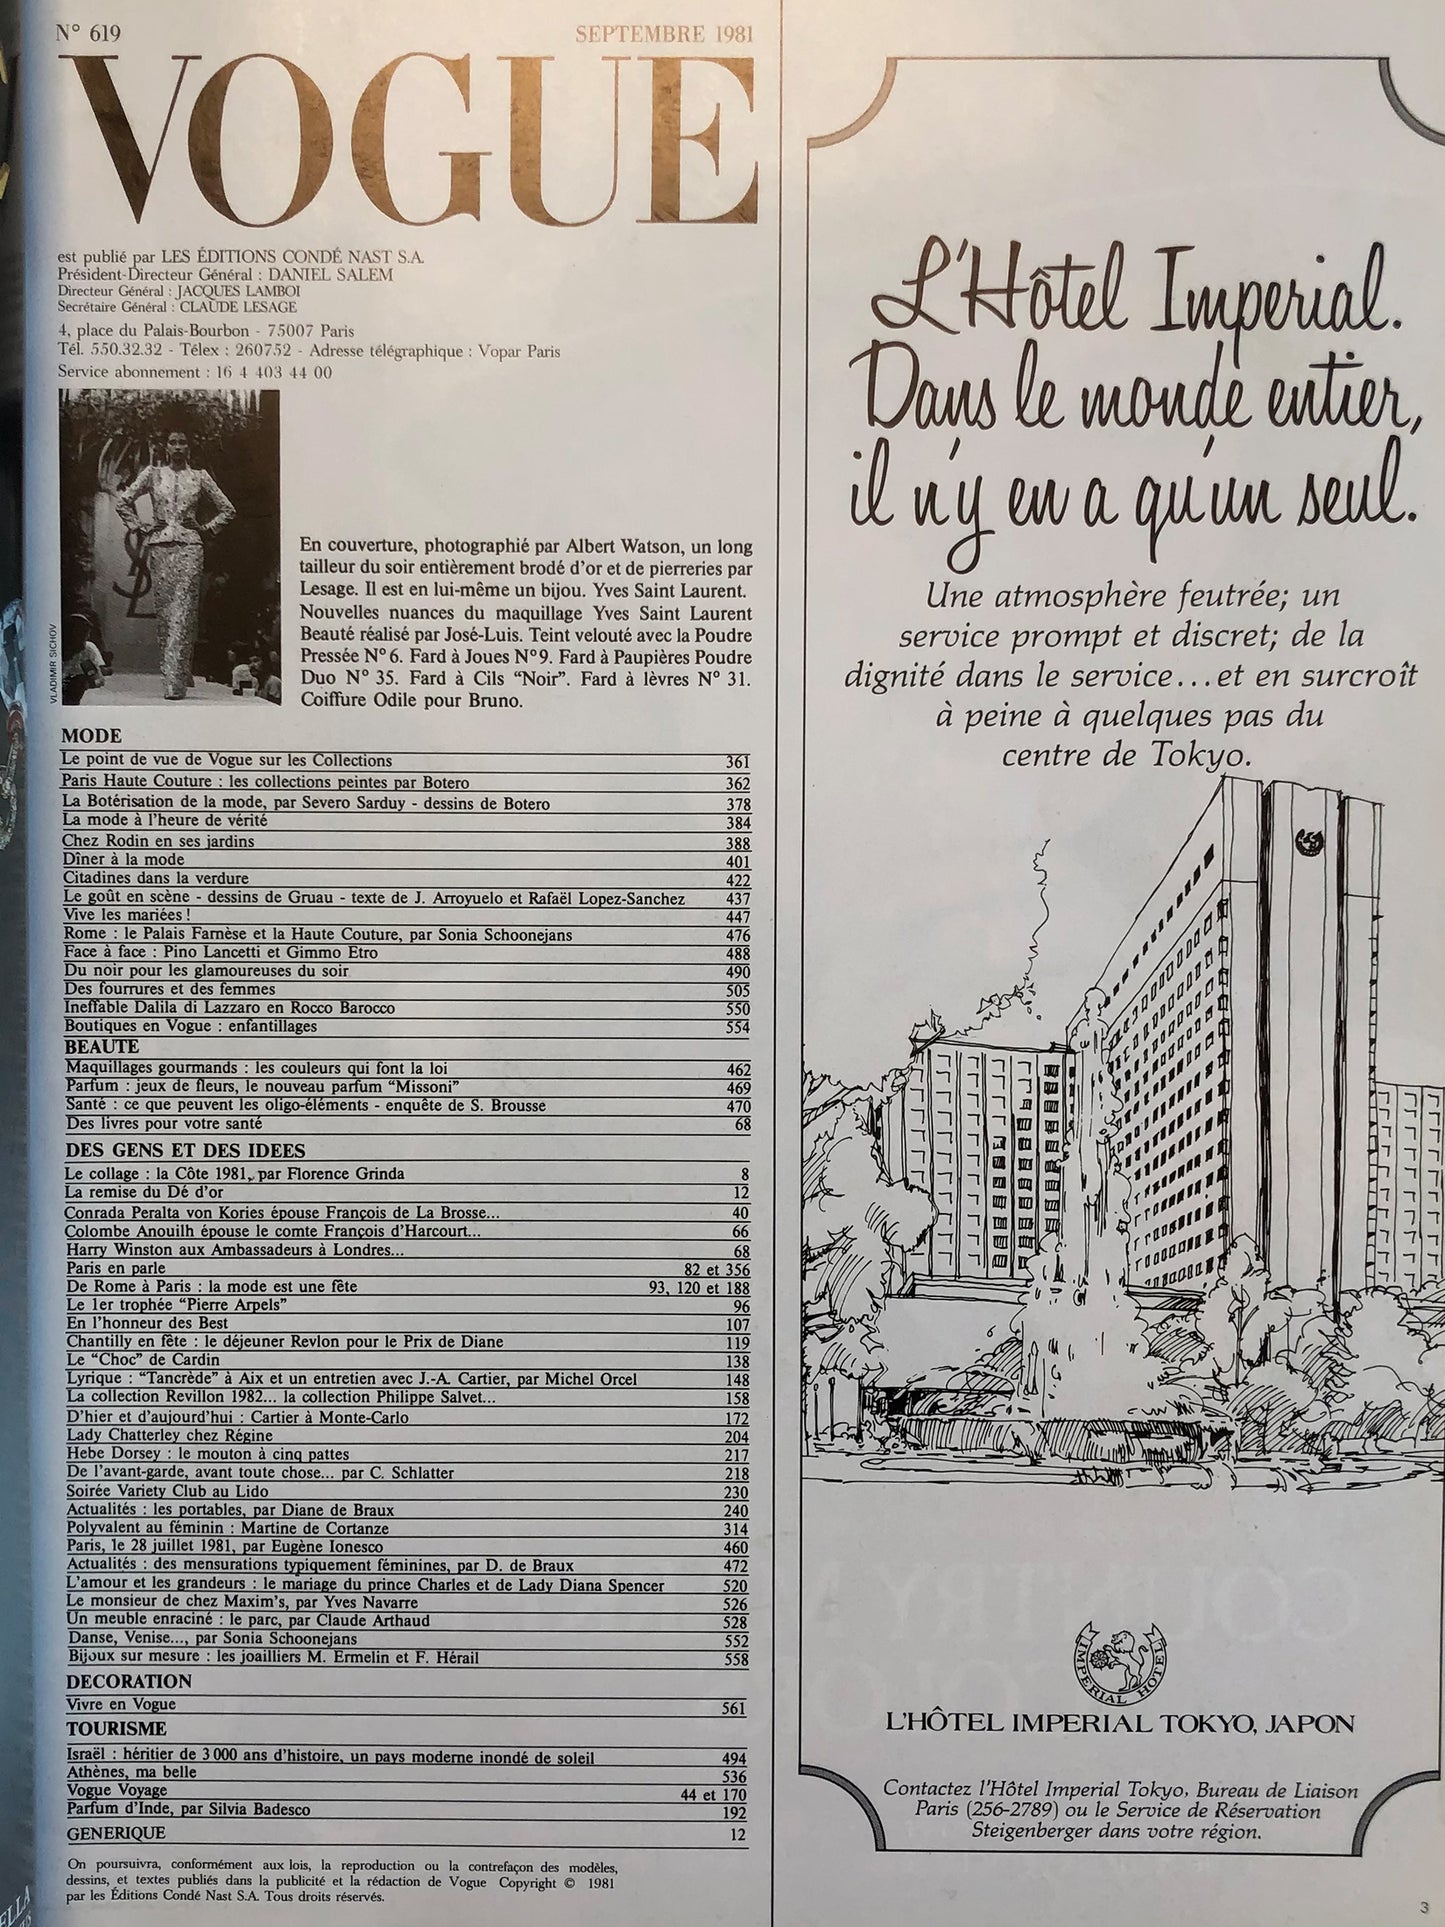 N° 619
SEPTEMBRE 1981
VOGUE
est publié par LES ÉDITIONS CONDÉ NAST S.A.
Président-Directeur Général : DANIEL SALEM
Directeur Général : JACQUES LAMBOI
Secrétaire Général : CLAUDE LESAGE
4, place du Palais-Bourbon - 75007 Paris
Tél. 550.32.32 - Télex : 260752 - Adresse télégraphique : Vopar Paris
Service abonnement : 16 4 403 44 00
YSL
VLADIMIR SICHOV
En couverture, photographié par Albert Watson, un long
tailleur du soir entièrement brodé d'or et de pierreries par
Lesage. Il est en lui-même un bijou. Yves Saint Laurent.
Nouvelles nuances du maquillage Yves Saint Laurent
Beauté réalisé par José-Luis. Teint velouté avec la Poudre
Pressée N° 6. Fard à Joues N° 9. Fard à Paupières Poudre
Duo N° 35. Fard à Cils “Noir”. Fard à lèvres N° 31.
Coiffure Odile pour Bruno.
MODE
Le point de vue de Vogue sur les Collections 361
Paris Haute Couture : les collections peintes par Botero 362
La Botérisation de la mode, par Severo Sarduy - dessins de Botero 378
La mode à l'heure de vérité 384
Chez Rodin en ses jardins 388
Dîner à la mode 401
Citadines dans la verdure 422
Le goût en scène - dessins de Gruau - texte de J. Arroyuelo et Rafaël Lopez-Sanchez 437
Vive les mariées ! 447
Rome : le Palais Farnèse et la Haute Couture, par Sonia Schoonejans 476
Face à face : Pino Lancetti et Gimmo Etro 488
Du noir pour les glamoureuses du soir 490
Des fourrures et des femmes 505
Ineffable Dalila di Lazzaro en Rocco Barocco 550
Boutiques en Vogue : enfantillages 554
BEAUTE
Maquillages gourmands : les couleurs qui font la loi 462
Parfum : jeux de fleurs, le nouveau parfum “Missoni” 469
Santé : ce que peuvent les oligo-éléments - enquête de S. Brousse 470
Des livres pour votre santé 68
DES GENS ET DES IDEES
Le collage : la Côte 1981, par Florence Grinda 8
La remise du Dé d'or 12
Conrada Peralta von Kories épouse François de La Brosse... 40
Colombe Anouilh épouse le comte François d'Harcourt... 66
Harry Winston aux Ambassadeurs à Londres... 68
Paris en parle 82 et 356
De Rome à Paris : la mode est une fête 93, 120 et 188
Le 1er trophée “Pierre Arpels” 96
En l'honneur des Best 107
Chantilly en fête : le déjeuner Revlon pour le Prix de Diane 119
Le “Choc” de Cardin 138
Lyrique : “Tancrède” à Aix et un entretien avec J.-A. Cartier, par Michel Orcel 148
La collection Revillon 1982... la collection Philippe Salvet... 158
D'hier et d'aujourd'hui : Cartier à Monte-Carlo 172
Lady Chatterley chez Régine 204
Hebe Dorsey : le mouton à cinq pattes 217
De l'avant-garde, avant toute chose... par C. Schlatter 218
Soirée Variety Club au Lido 230
Actualités : les portables, par Diane de Braux 240
Polyvalent au féminin : Martine de Cortanze 314
Paris, le 28 juillet 1981, par Eugène Ionesco 460
Actualités : des mensurations typiquement féminines, par D. de Braux 472
L'amour et les grandeurs : le mariage du prince Charles et de Lady Diana Spencer 520
Le monsieur de chez Maxim's, par Yves Navarre 526
Un meuble enraciné : le parc, par Claude Arthaud 528
Danse, Venise..., par Sonia Schoonejans 552
Bijoux sur mesure : les joailliers M. Ermelin et F. Hérail 558
DECORATION
Vivre en Vogue 561
TOURISME
Israël : héritier de 3 000 ans d'histoire, un pays moderne inondé de soleil 494
Athènes, ma belle 536
Vogue Voyage 44 et 170
Parfum d'Inde, par Silvia Badesco 192
GENERIQUE 12
On poursuivra, conformément aux lois, la reproduction ou la contrefaçon des modèles,
dessins, et textes publiés dans la publicité et la rédaction de Vogue Copyright © 1981
par les Éditions Condé Nast S.A. Tous droits réservés.
L'Hôtel Imperial.
Dans le monde entier,
il n'y en a qu'un seul.
Une atmosphère feutrée; un
service prompt et discret; de la
dignité dans le service...et en surcroît
à peine à quelques pas du
centre de Tokyo.
IMPERIAL HOTEL
L'HÔTEL IMPERIAL TOKYO, JAPON
Contactez l'Hôtel Imperial Tokyo, Bureau de Liaison
Paris (256-2789) ou le Service de Réservation
Steigenberger dans votre région.
3